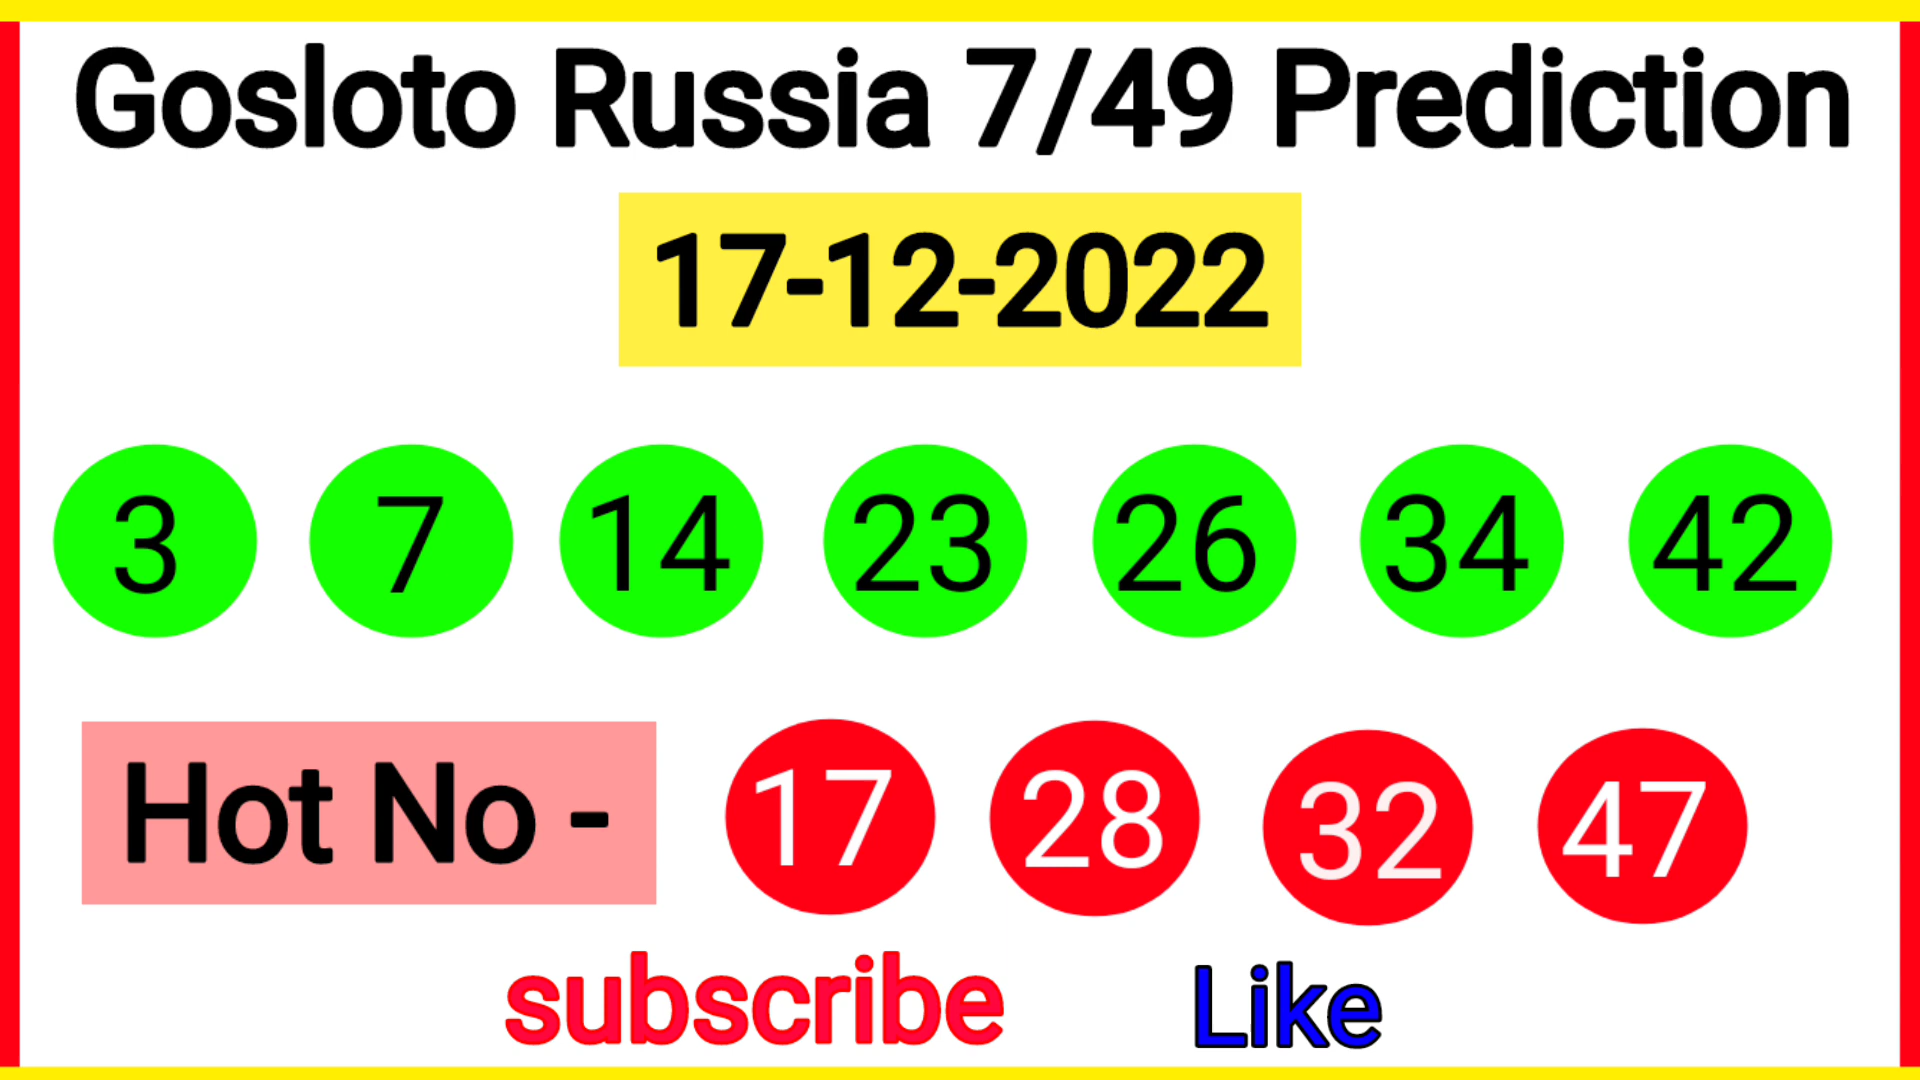 Gosloto Russia 7/49 Prediction
17-12-2022
3 7 14 23 26 34 42
Hot No - 17 28 32 47
subscribe Like